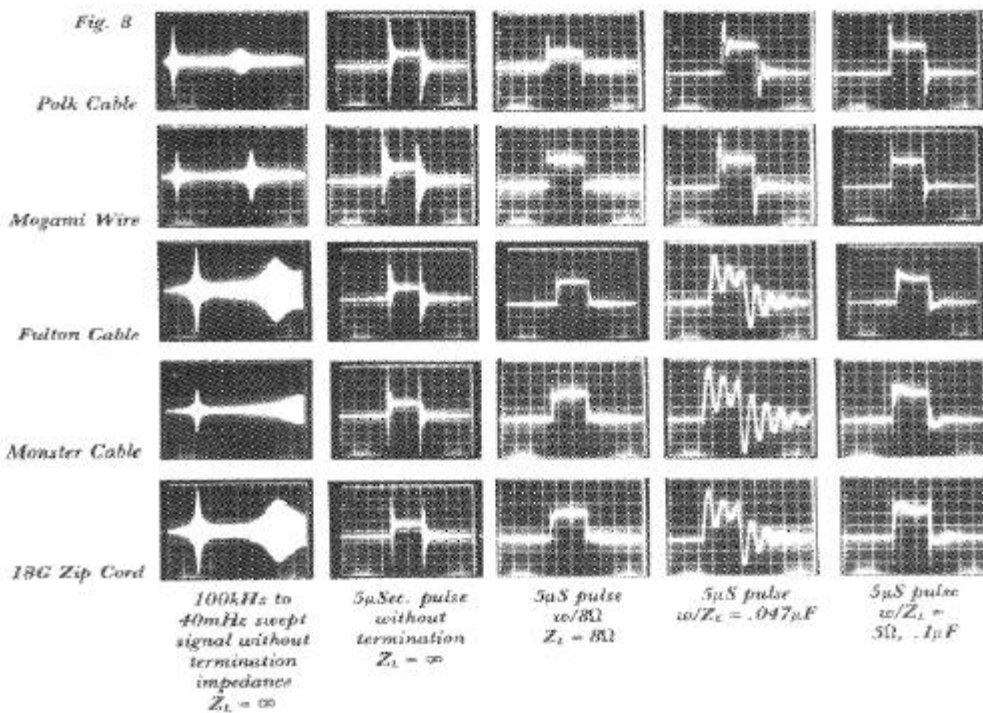 Fig. 8
Polk Cable
Mogami Wire
Fulton Cable
Monster Cable
18G Zip Cord
100kHz to
40mHz swept
signal without
termination
impedance
Z_L = ∞
5μSec. pulse
without
termination
Z_L = ∞
5μS pulse
w/8Ω
Z_L = 8Ω
5μS pulse
w/Z_L = .047μF
5μS pulse
w/Z_L =
5Ω, .1μF